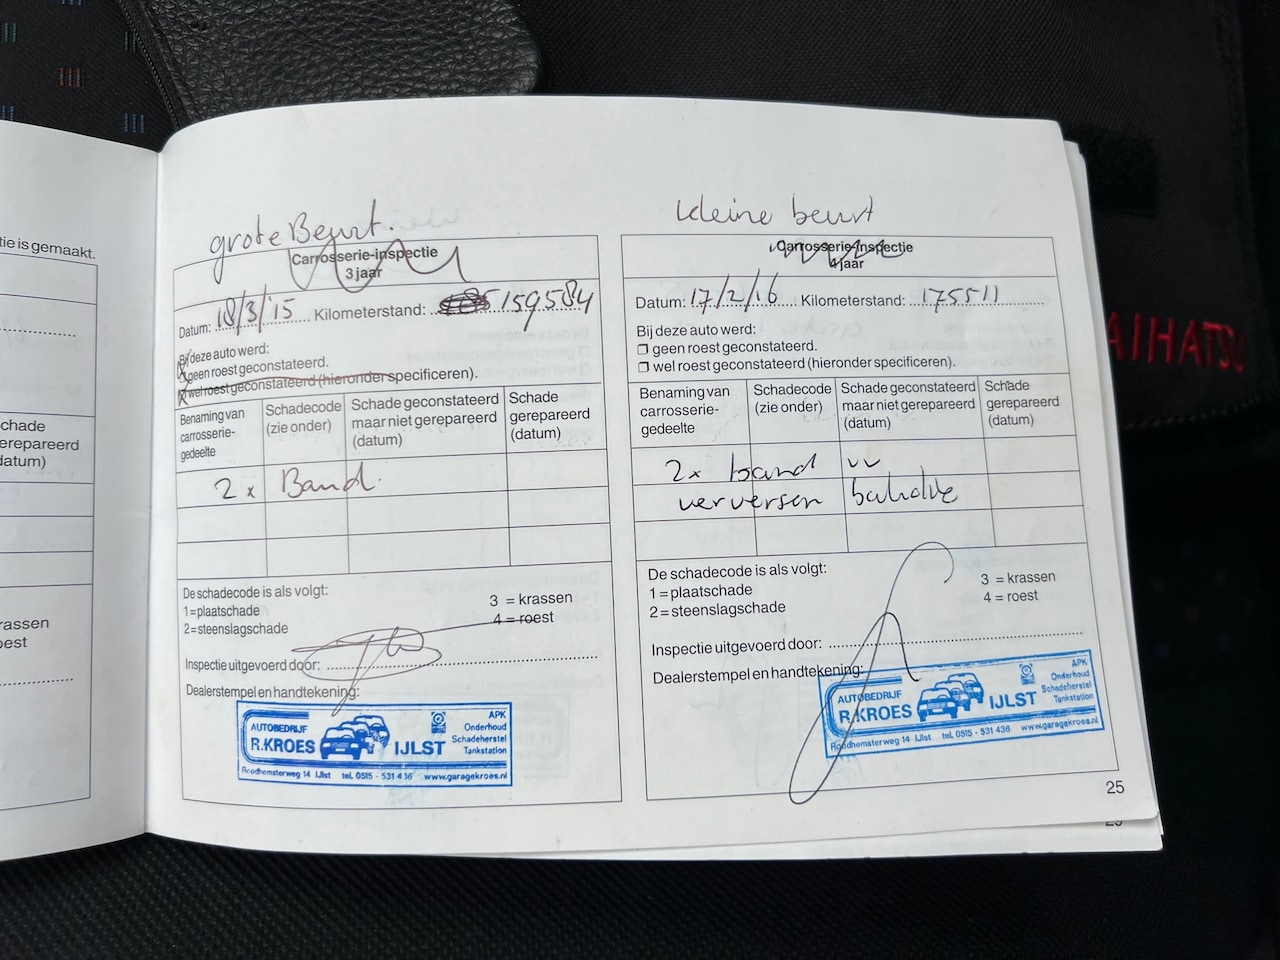 tie is gemaakt.
chade
erepareerd
datum)
rassen
oest
grote Beurt.
Carrosserie-inspectie
3 jaar
Datum: 18/3/'15 Kilometerstand: 159584
Bij deze auto werd:
geen roest geconstateerd.
wel roest geconstateerd (hieronder specificeren).
Benaming van carrosserie-gedeelte
Schadecode (zie onder)
Schade geconstateerd maar niet gerepareerd (datum)
Schade gerepareerd (datum)
2x Band.
De schadecode is als volgt:
1 = plaatschade
2 = steenslagschade
3 = krassen
4 = roest
Inspectie uitgevoerd door:
Dealerstempel en handtekening:
AUTOBEDRIJF
R.KROES IJLST
APK
Onderhoud
Schadeherstel
Tankstation
Roodhemsterweg 14 IJlst tel. 0515 - 531 436 www.garagekroes.nl
kleine beurt
Carrosserie-Inspectie
4 jaar
Datum: 17/2/'16 Kilometerstand: 175511
Bij deze auto werd:
☐ geen roest geconstateerd.
☐ wel roest geconstateerd (hieronder specificeren).
Benaming van carrosserie-gedeelte
Schadecode (zie onder)
Schade geconstateerd maar niet gerepareerd (datum)
Schade gerepareerd (datum)
2x band
verversen
De schadecode is als volgt:
1 = plaatschade
2 = steenslagschade
3 = krassen
4 = roest
Inspectie uitgevoerd door:
Dealerstempel en handtekening:
AUTOBEDRIJF
R.KROES IJLST
APK
Onderhoud
Schadeherstel
Tankstation
Roodhemsterweg 14 IJlst tel. 0515 - 531 436 www.garagekroes.nl
25
AIHATSU